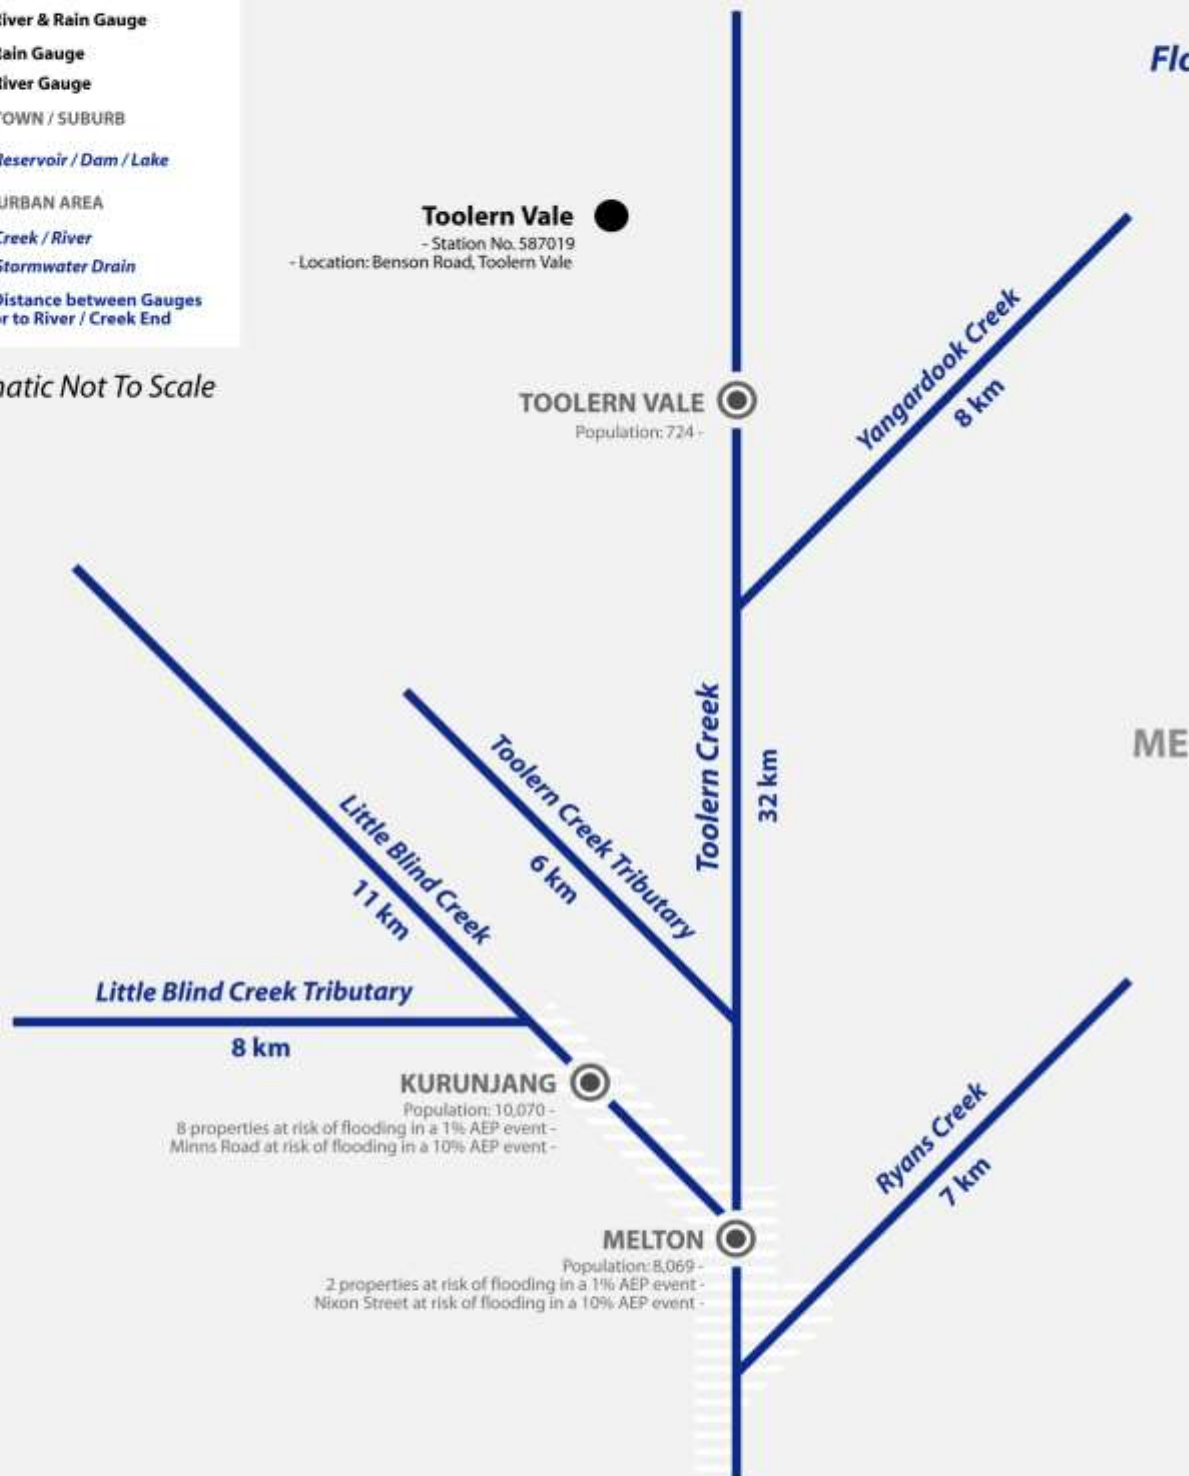 iver & Rain Gauge
ain Gauge
iver Gauge
OWN / SUBURB
eservoir / Dam / Lake
URBAN AREA
reek / River
tormwater Drain
istance between Gauges
r to River / Creek End
matic Not To Scale
Flo
Toolern Vale
- Station No. 587019
- Location: Benson Road, Toolern Vale
Yangardook Creek
8 km
TOOLERN VALE
Population: 724 -
Toolern Creek
32 km
ME
Toolern Creek Tributary
6 km
Little Blind Creek
11 km
Little Blind Creek Tributary
8 km
KURUNJANG
Population: 10,070 -
8 properties at risk of flooding in a 1% AEP event -
Minns Road at risk of flooding in a 10% AEP event -
Ryans Creek
7 km
MELTON
Population: 8,069 -
2 properties at risk of flooding in a 1% AEP event -
Nixon Street at risk of flooding in a 10% AEP event -